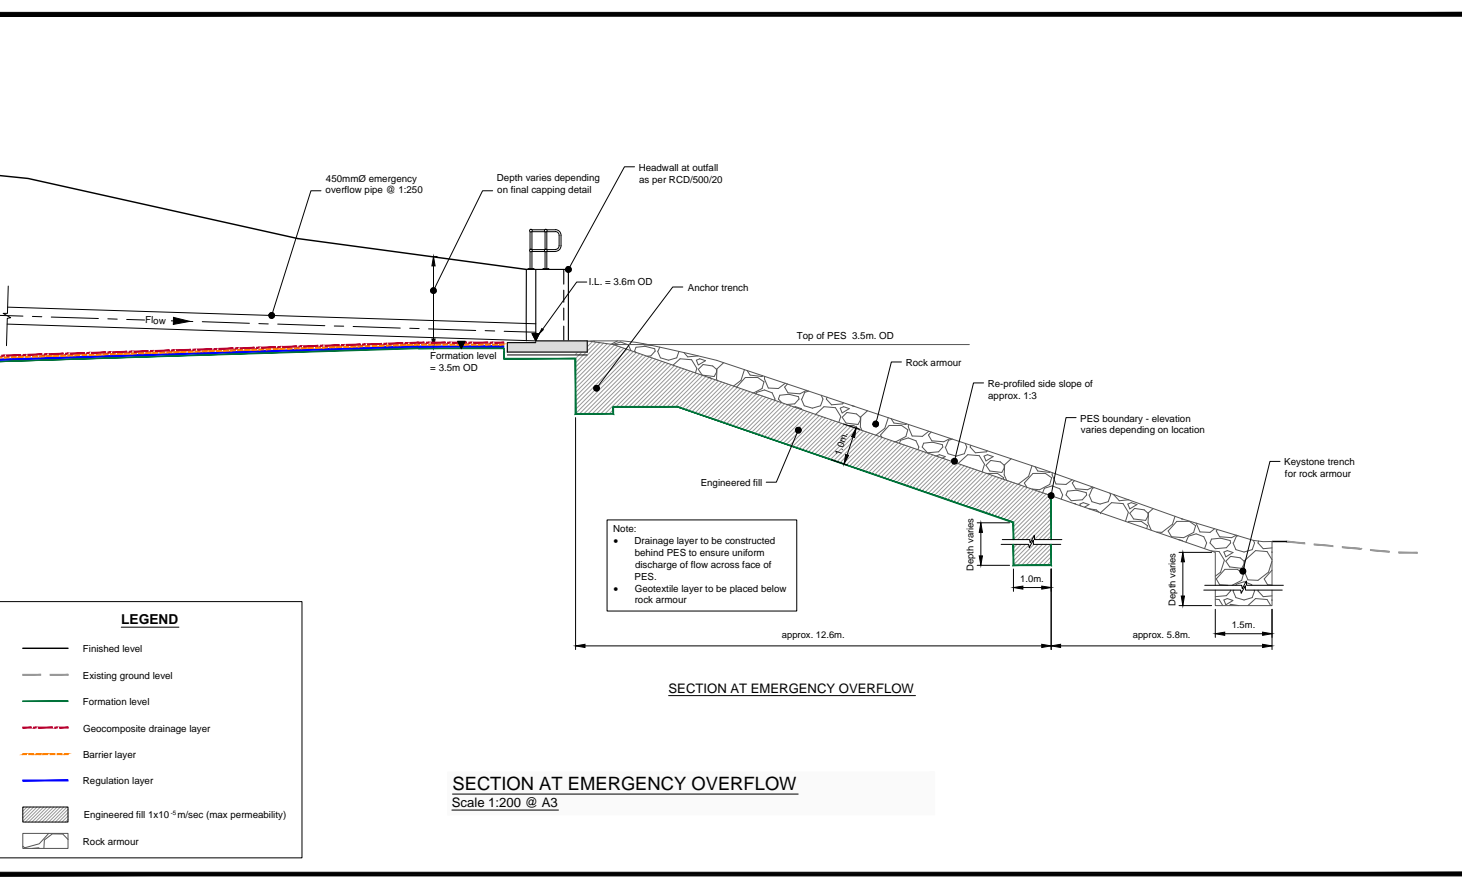 450mmØ emergency
overflow pipe @ 1:250
Depth varies depending
on final capping detail
Headwall at outfall
as per RCD/500/20
I.L. = 3.6m OD
Anchor trench
Flow
Formation level
= 3.5m OD
Top of PES  3.5m. OD
Rock armour
Re-profiled side slope of
approx. 1:3
PES boundary - elevation
varies depending on location
Keystone trench
for rock armour
1.0m.
Engineered fill
Note:
• Drainage layer to be constructed
behind PES to ensure uniform
discharge of flow across face of
PES.
• Geotextile layer to be placed below
rock armour
Depth varies
1.0m.
Depth varies
1.5m.
approx. 12.6m.
approx. 5.8m.
SECTION AT EMERGENCY OVERFLOW
LEGEND
Finished level
Existing ground level
Formation level
Geocomposite drainage layer
Barrier layer
Regulation layer
Engineered fill 1x10⁻⁵m/sec (max permeability)
Rock armour
SECTION AT EMERGENCY OVERFLOW
Scale 1:200 @ A3